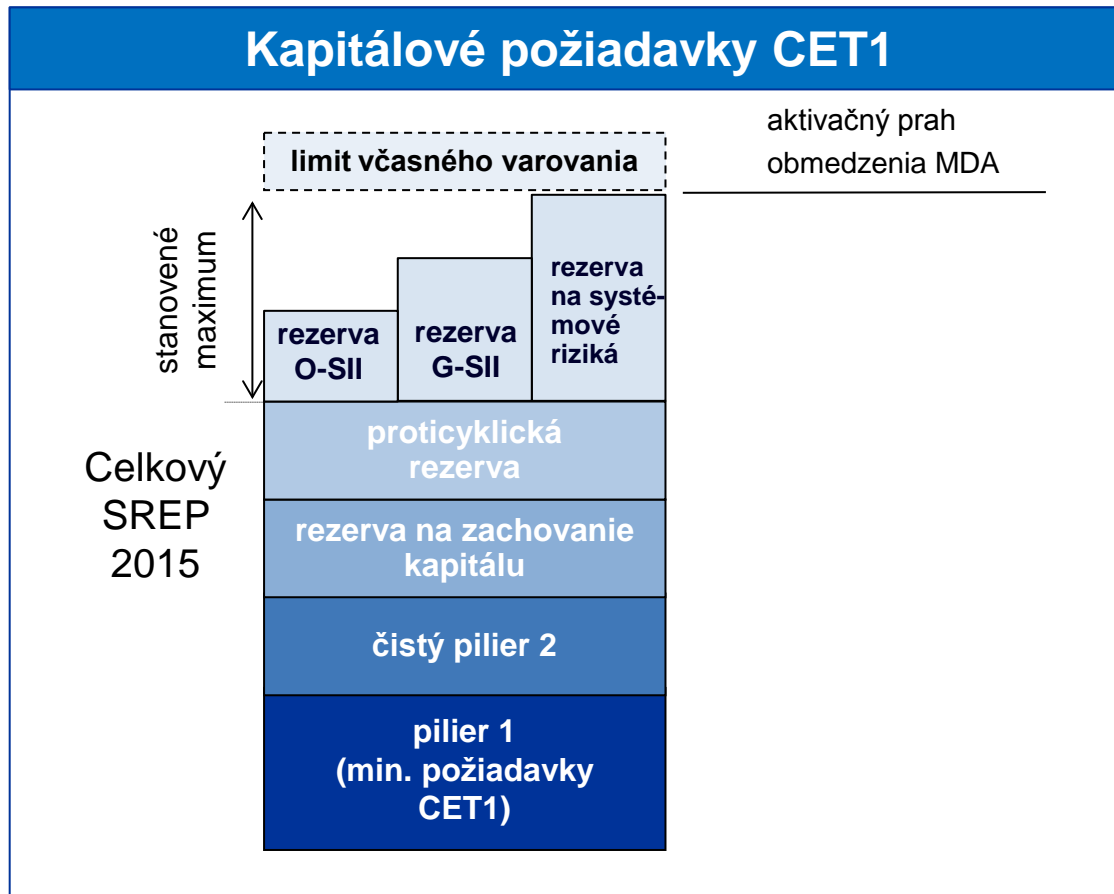 Kapitálové požiadavky CET1
aktivačný prah
obmedzenia MDA
limit včasného varovania
stanovené
maximum
rezerva
O-SII
rezerva
G-SII
rezerva
na systé-
mové
riziká
proticyklická
rezerva
Celkový
SREP
2015
rezerva na zachovanie
kapitálu
čistý pilier 2
pilier 1
(min. požiadavky
CET1)